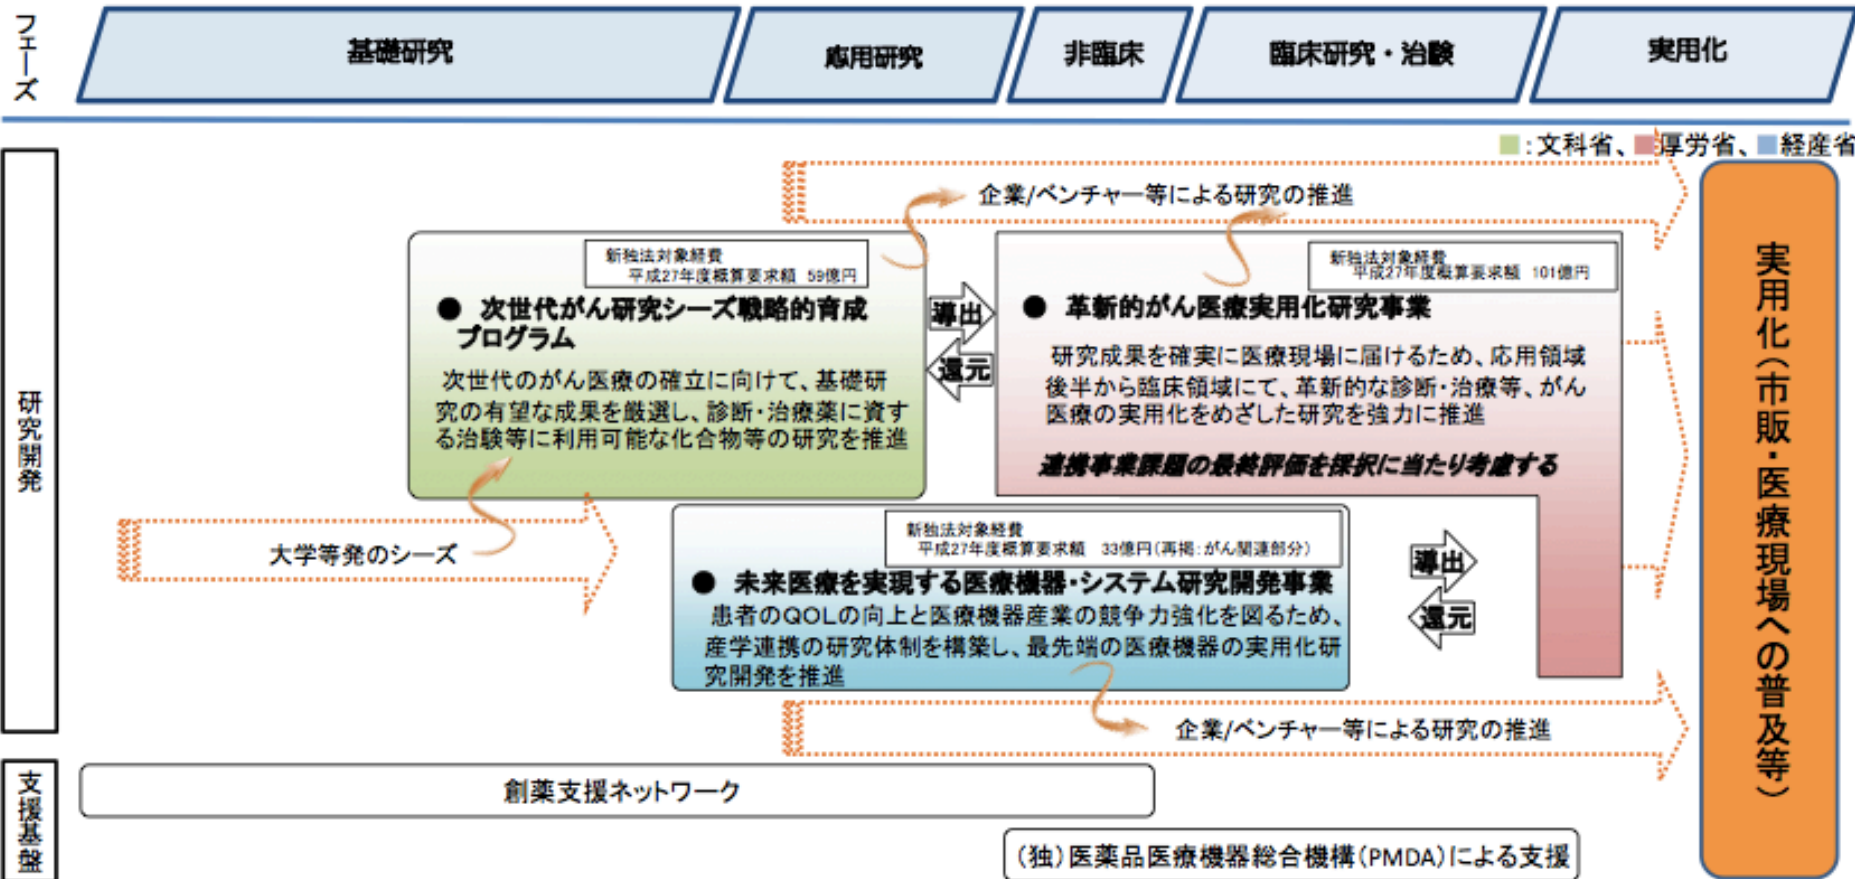 フェーズ
基礎研究
応用研究
非臨床
臨床研究・治験
実用化
:文科省、 厚労省、 経産省
企業/ベンチャー等による研究の推進
新独法対象経費
平成27年度概算要求額 59億円
● 次世代がん研究シーズ戦略的育成
プログラム
次世代のがん医療の確立に向けて、基礎研
究の有望な成果を厳選し、診断・治療薬に資す
る治験等に利用可能な化合物等の研究を推進
導出
還元
新独法対象経費
平成27年度概算要求額 101億円
● 革新的がん医療実用化研究事業
研究成果を確実に医療現場に届けるため、応用領域
後半から臨床領域にて、革新的な診断・治療等、がん
医療の実用化をめざした研究を強力に推進
連携事業課題の最終評価を採択に当たり考慮する
研究開発
大学等発のシーズ
新独法対象経費
平成27年度概算要求額 33億円(再掲:がん関連部分)
● 未来医療を実現する医療機器・システム研究開発事業
患者のQOLの向上と医療機器産業の競争力強化を図るため、
産学連携の研究体制を構築し、最先端の医療機器の実用化研
究開発を推進
導出
還元
企業/ベンチャー等による研究の推進
実用化(市販・医療現場への普及等)
支援基盤
創薬支援ネットワーク
(独)医薬品医療機器総合機構(PMDA)による支援